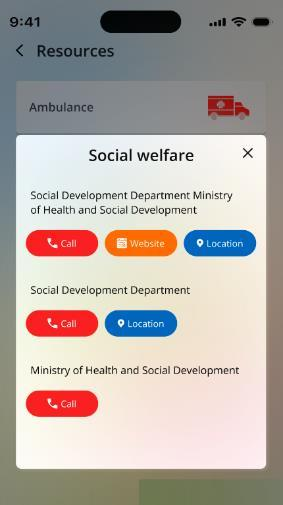 9:41
Resources
Ambulance
Social welfare
Social Development Department Ministry
of Health and Social Development
Call
Website
Location
Social Development Department
Call
Location
Ministry of Health and Social Development
Call